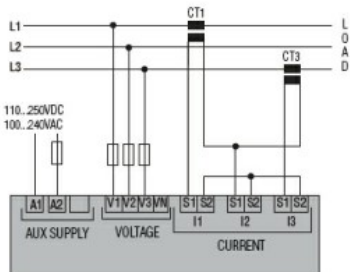 CT1
L1
L
L2
O
A
L3
CT3
D
110...250VDC
100...240VAC
A1 A2 V1 V2 V3 VN S1 S2 S1 S2 S1 S2
I1 I2 I3
AUX SUPPLY VOLTAGE
CURRENT